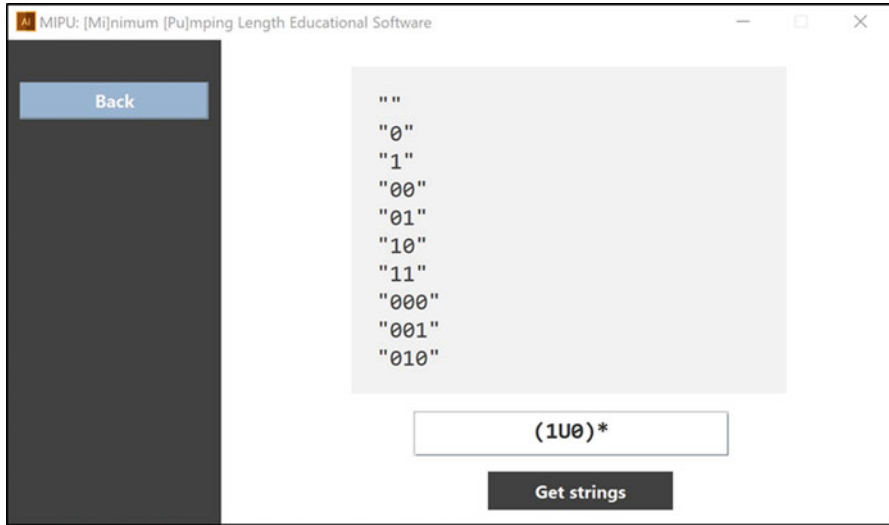 Ai MIPU: [Mi]nimum [Pu]mping Length Educational Software
Back
""
"0"
"1"
"00"
"01"
"10"
"11"
"000"
"001"
"010"
(1U0)*
Get strings